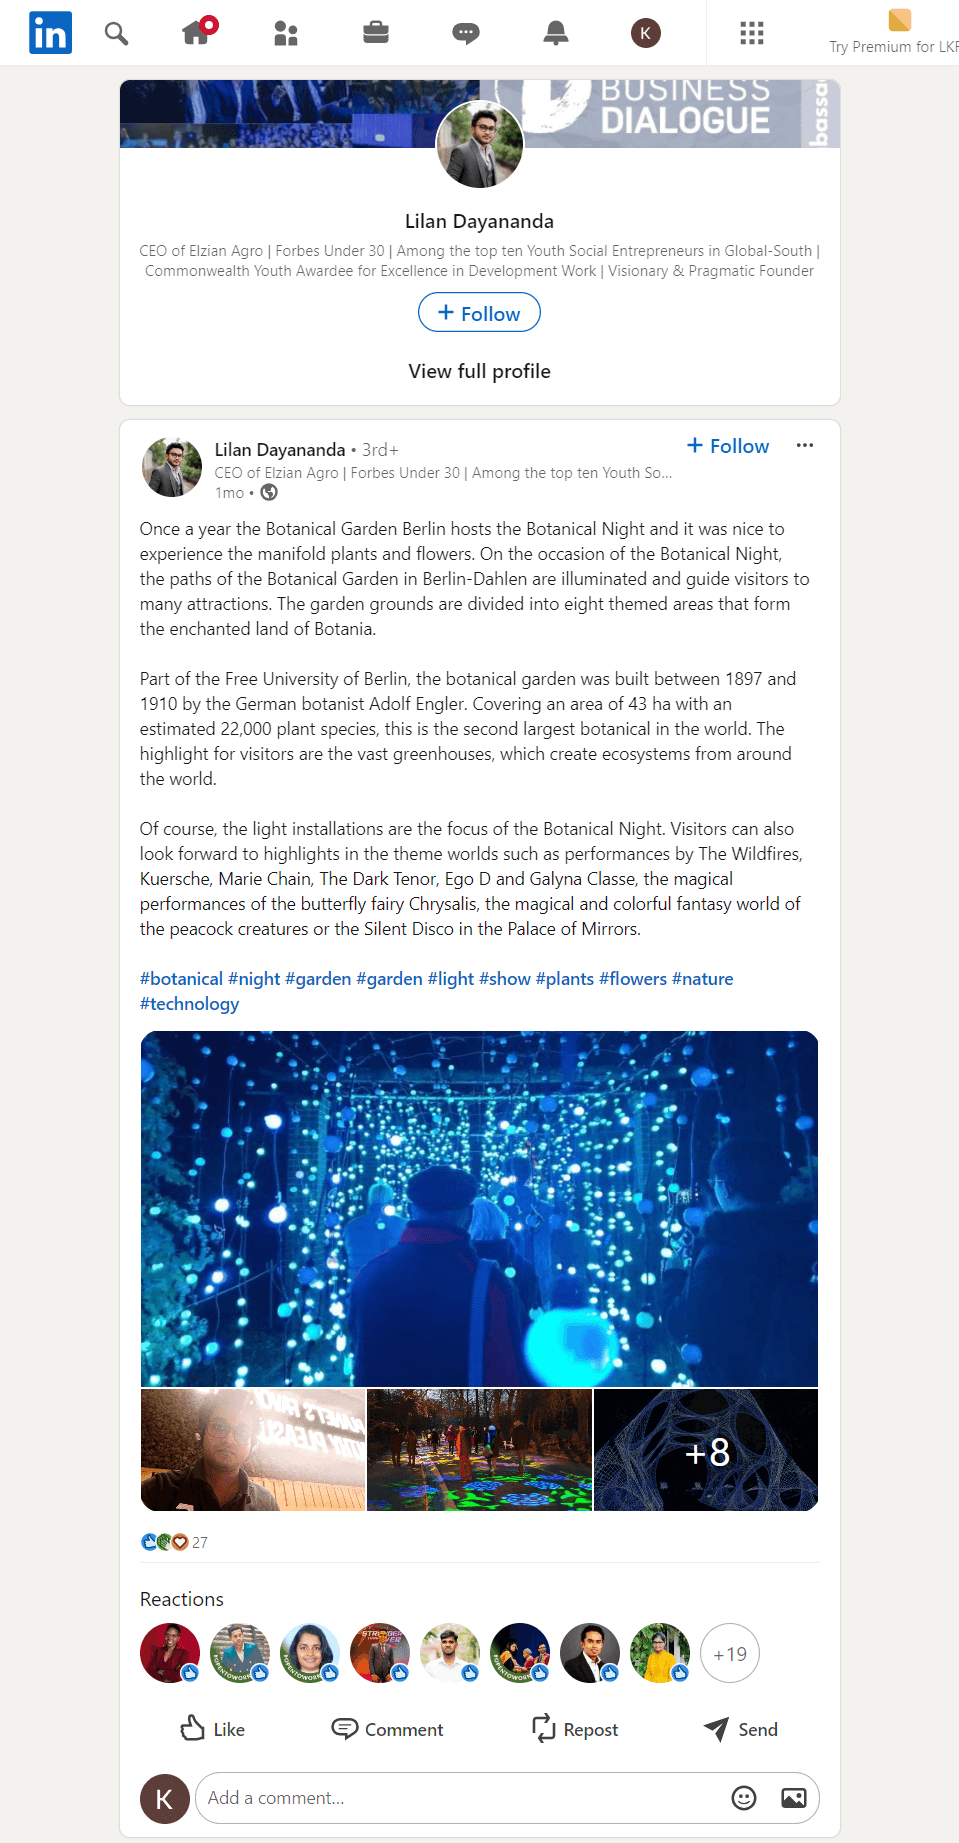 in
K
Try Premium for LKR
BUSINESS
DIALOGUE
bassa
Lilan Dayananda
CEO of Elzian Agro | Forbes Under 30 | Among the top ten Youth Social Entrepreneurs in Global-South |
Commonwealth Youth Awardee for Excellence in Development Work | Visionary & Pragmatic Founder
+ Follow
View full profile
Lilan Dayananda • 3rd+
+ Follow ···
CEO of Elzian Agro | Forbes Under 30 | Among the top ten Youth So...
1mo •
Once a year the Botanical Garden Berlin hosts the Botanical Night and it was nice to
experience the manifold plants and flowers. On the occasion of the Botanical Night,
the paths of the Botanical Garden in Berlin-Dahlen are illuminated and guide visitors to
many attractions. The garden grounds are divided into eight themed areas that form
the enchanted land of Botania.
Part of the Free University of Berlin, the botanical garden was built between 1897 and
1910 by the German botanist Adolf Engler. Covering an area of 43 ha with an
estimated 22,000 plant species, this is the second largest botanical in the world. The
highlight for visitors are the vast greenhouses, which create ecosystems from around
the world.
Of course, the light installations are the focus of the Botanical Night. Visitors can also
look forward to highlights in the theme worlds such as performances by The Wildfires,
Kuersche, Marie Chain, The Dark Tenor, Ego D and Galyna Classe, the magical
performances of the butterfly fairy Chrysalis, the magical and colorful fantasy world of
the peacock creatures or the Silent Disco in the Palace of Mirrors.
#botanical #night #garden #garden #light #show #plants #flowers #nature
#technology
+8
27
Reactions
+19
Like Comment Repost Send
K
Add a comment...